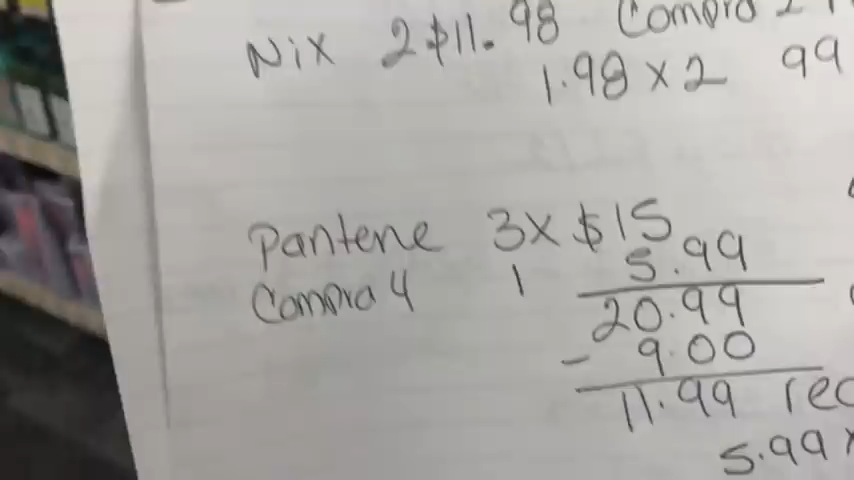 Nix 2$11.98 Compra 2
1.98 x 2 99
Pantene 3x $15
Compra 4 1 5.99
20.99
- 9.00
11.99 rec
5.99 x